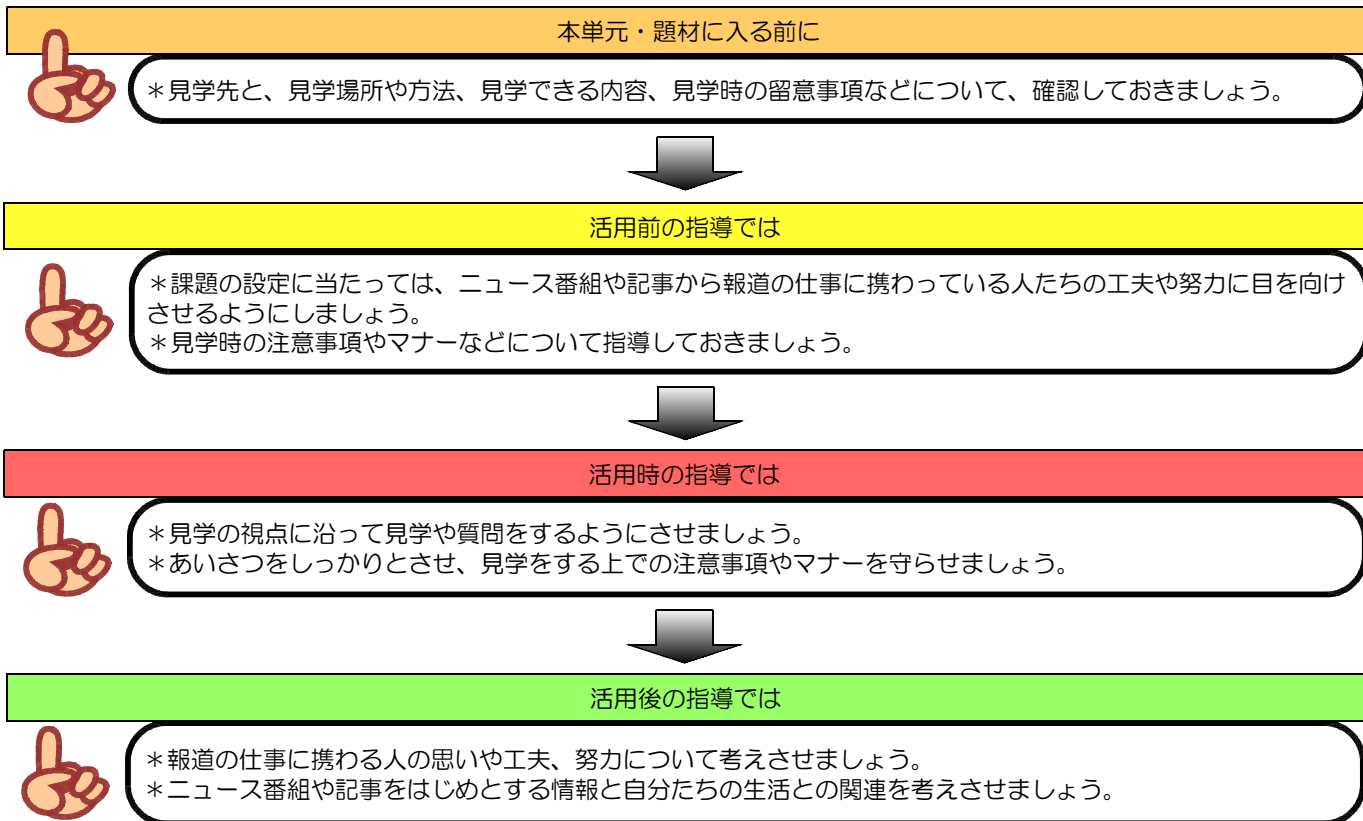 本単元・題材に入る前に
＊見学先と、見学場所や方法、見学できる内容、見学時の留意事項などについて、確認しておきましょう。
活用前の指導では
＊課題の設定に当たっては、ニュース番組や記事から報道の仕事に携わっている人たちの工夫や努力に目を向け
させるようにしましょう。
＊見学時の注意事項やマナーなどについて指導しておきましょう。
活用時の指導では
＊見学の視点に沿って見学や質問をするようにさせましょう。
＊あいさつをしっかりとさせ、見学をする上での注意事項やマナーを守らせましょう。
活用後の指導では
＊報道の仕事に携わる人の思いや工夫、努力について考えさせましょう。
＊ニュース番組や記事をはじめとする情報と自分たちの生活との関連を考えさせましょう。